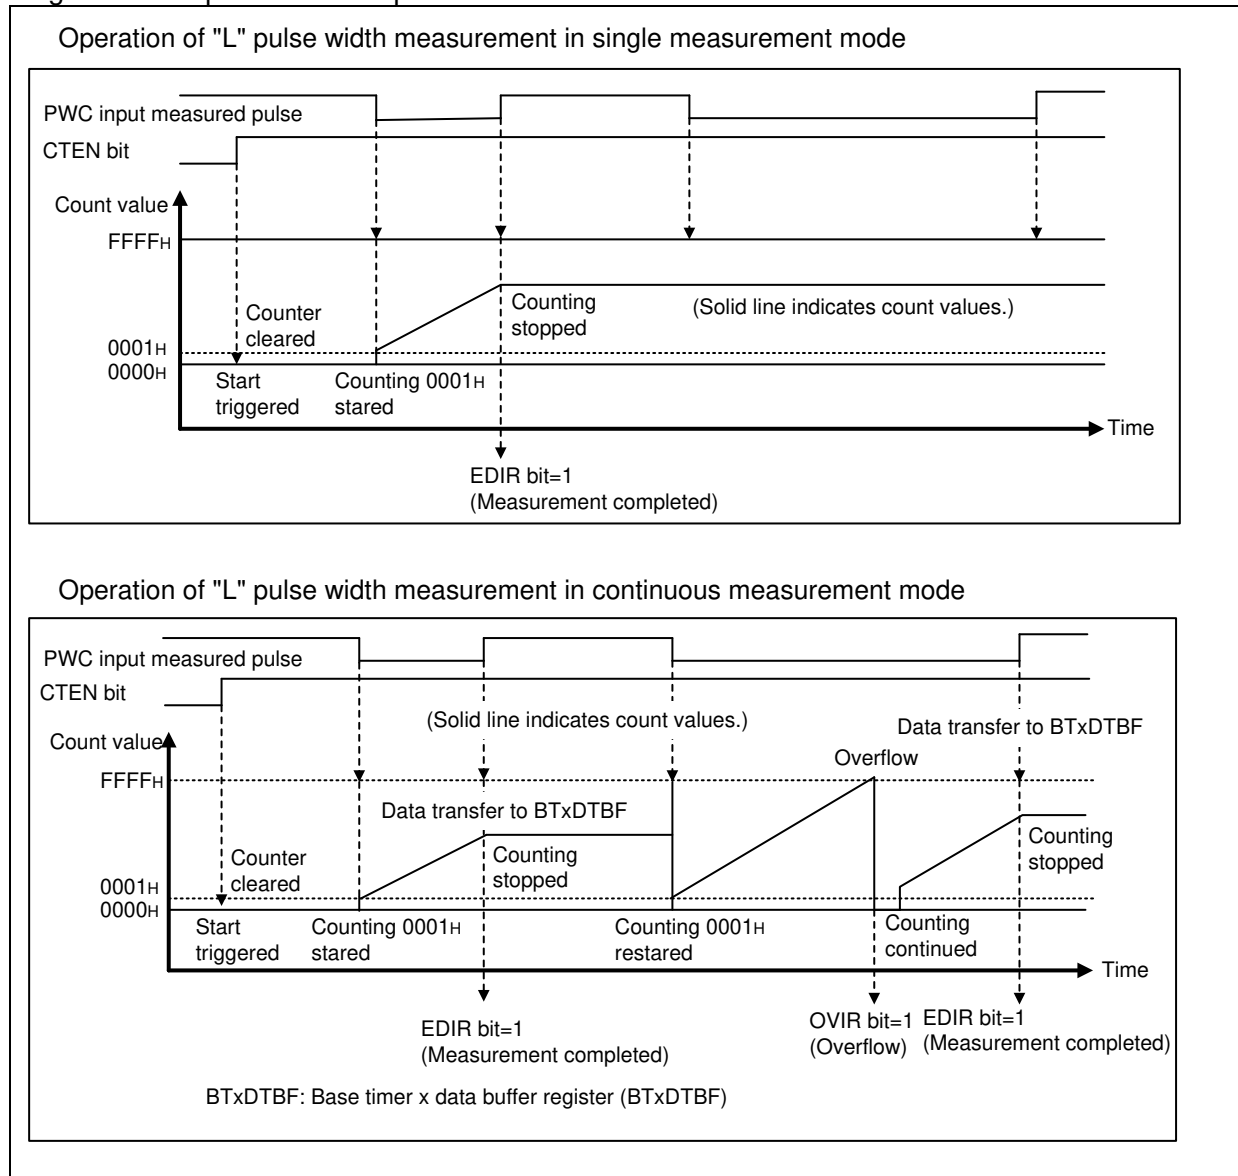 Operation of "L" pulse width measurement in single measurement mode
PWC input measured pulse
CTEN bit
Count value
FFFFH
Counter
cleared
Counting
stopped
(Solid line indicates count values.)
0001H
0000H
Start
triggered
Counting 0001H
stared
Time
EDIR bit=1
(Measurement completed)
Operation of "L" pulse width measurement in continuous measurement mode
PWC input measured pulse
CTEN bit
(Solid line indicates count values.)
Data transfer to BTxDTBF
Count value
Overflow
FFFFH
Data transfer to BTxDTBF
Counter
cleared
Counting
stopped
Counting
stopped
0001H
0000H
Start
triggered
Counting 0001H
stared
Counting 0001H
restared
Counting
continued
Time
EDIR bit=1
(Measurement completed)
OVIR bit=1
(Overflow)
EDIR bit=1
(Measurement completed)
BTxDTBF: Base timer x data buffer register (BTxDTBF)